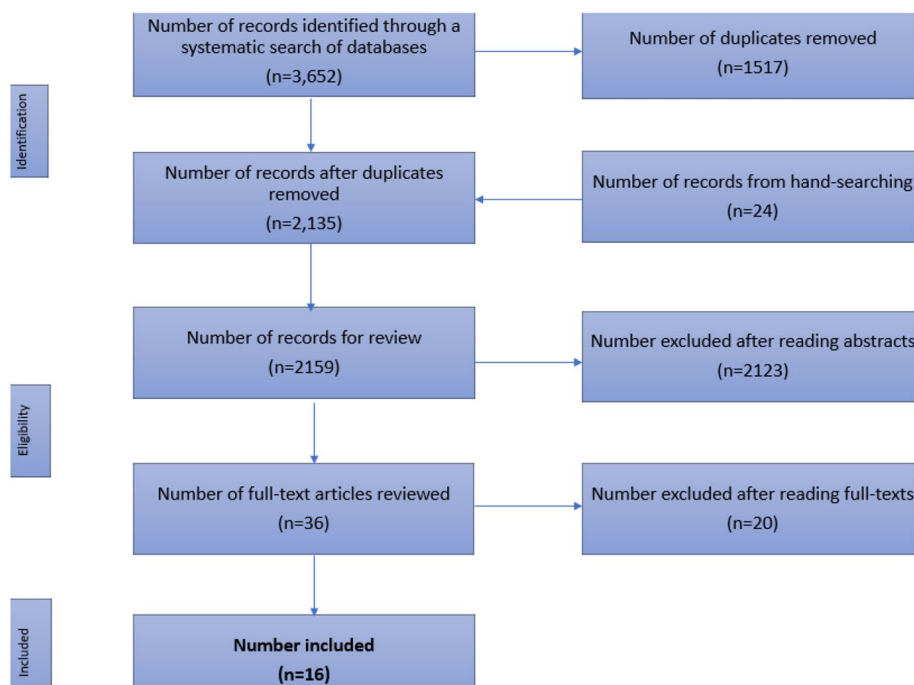 Number of records identified through a
systematic search of databases
(n=3,652)
Number of duplicates removed
(n=1517)
Identification
Number of records after duplicates
removed
(n=2,135)
Number of records from hand-searching
(n=24)
Number of records for review
(n=2159)
Number excluded after reading abstracts
(n=2123)
Eligibility
Number of full-text articles reviewed
(n=36)
Number excluded after reading full-texts
(n=20)
Included
Number included
(n=16)